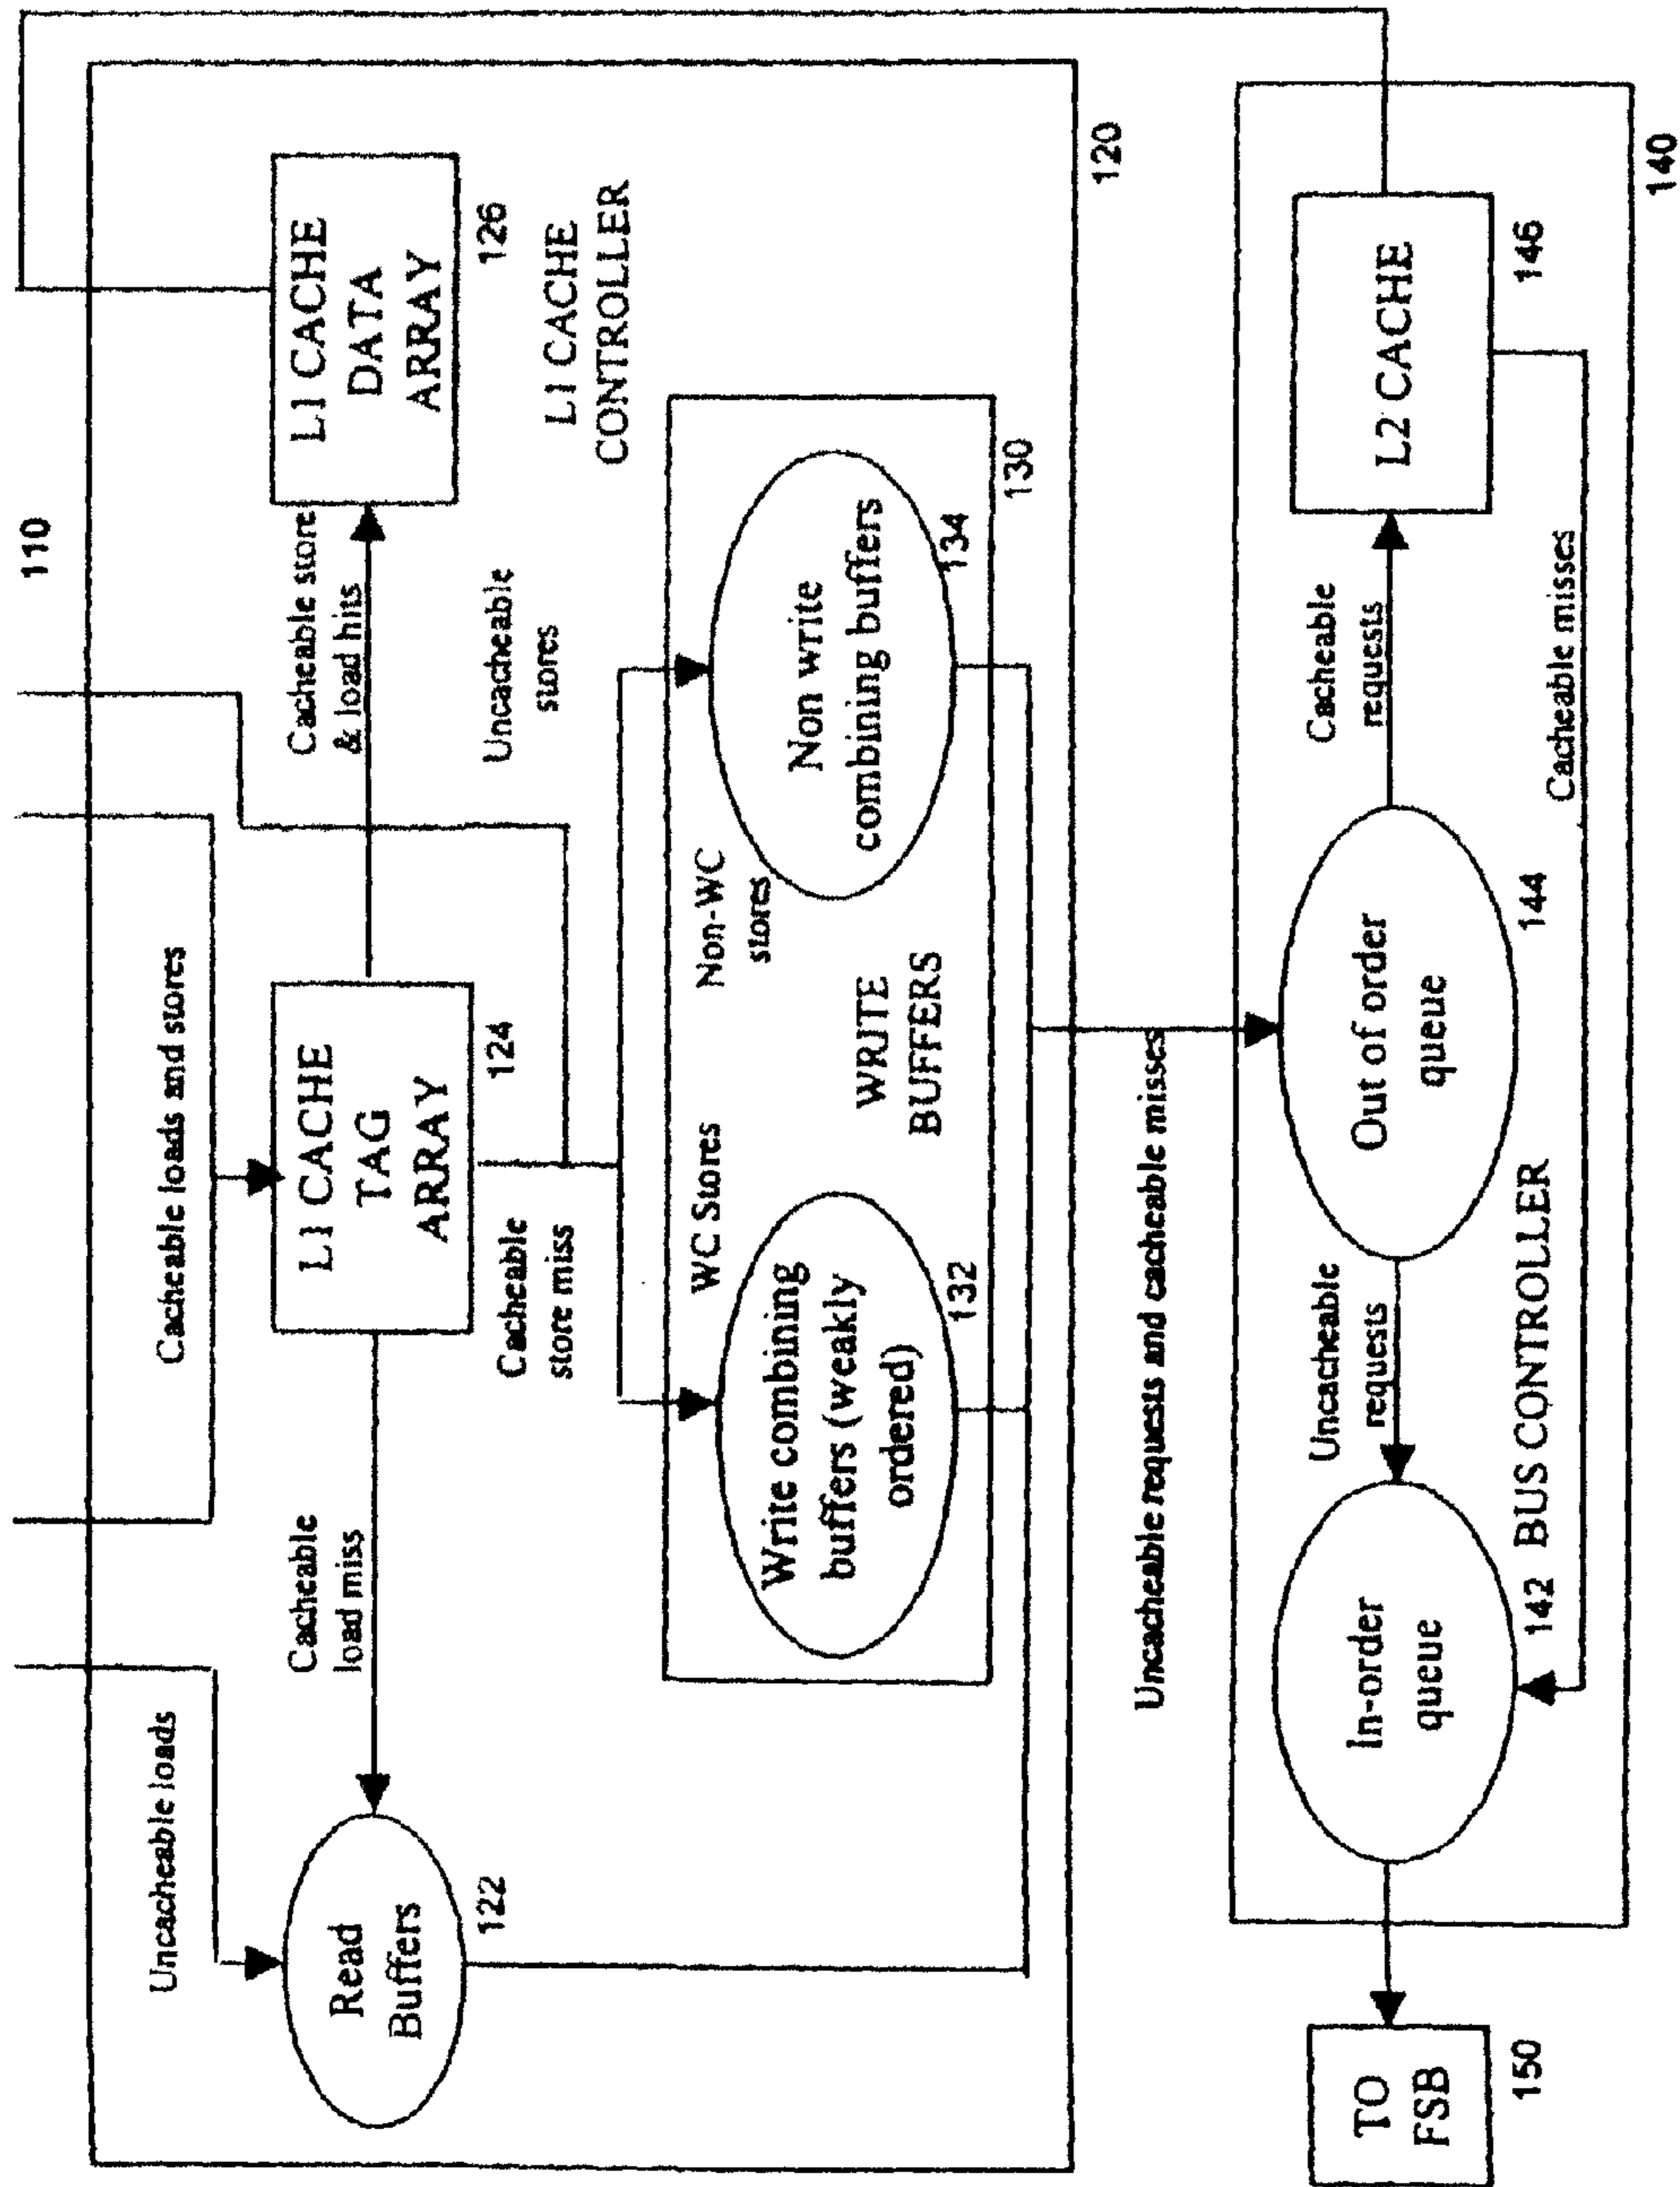 110
Uncacheable loads
Cacheable loads and stores
Read
Buffers
122
Cacheable
load miss
L1 CACHE
TAG
ARRAY
124
Cacheable store
& load hits
L1 CACHE
DATA
ARRAY
126
Cacheable
store miss
Uncacheable
stores
L1 CACHE
CONTROLLER
WC Stores
Non-WC
stores
Write combining
buffers (weakly
ordered)
132
WRITE
BUFFERS
Non write
combining buffers
134
130
120
Uncacheable requests and cacheable misses
TO
FSB
150
In-order
queue
142
Uncacheable
requests
Out of order
queue
144
Cacheable
requests
L2 CACHE
146
BUS CONTROLLER
Cacheable misses
140